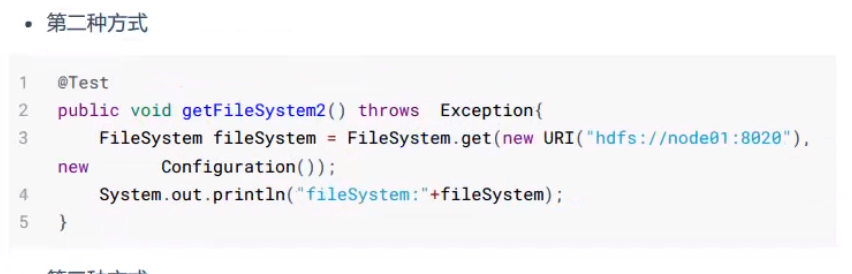 • 第二种方式
1 @Test
2 public void getFileSystem2() throws  Exception{
3     FileSystem fileSystem = FileSystem.get(new URI("hdfs://node01:8020"),
new       Configuration());
4     System.out.println("fileSystem:"+fileSystem);
5 }